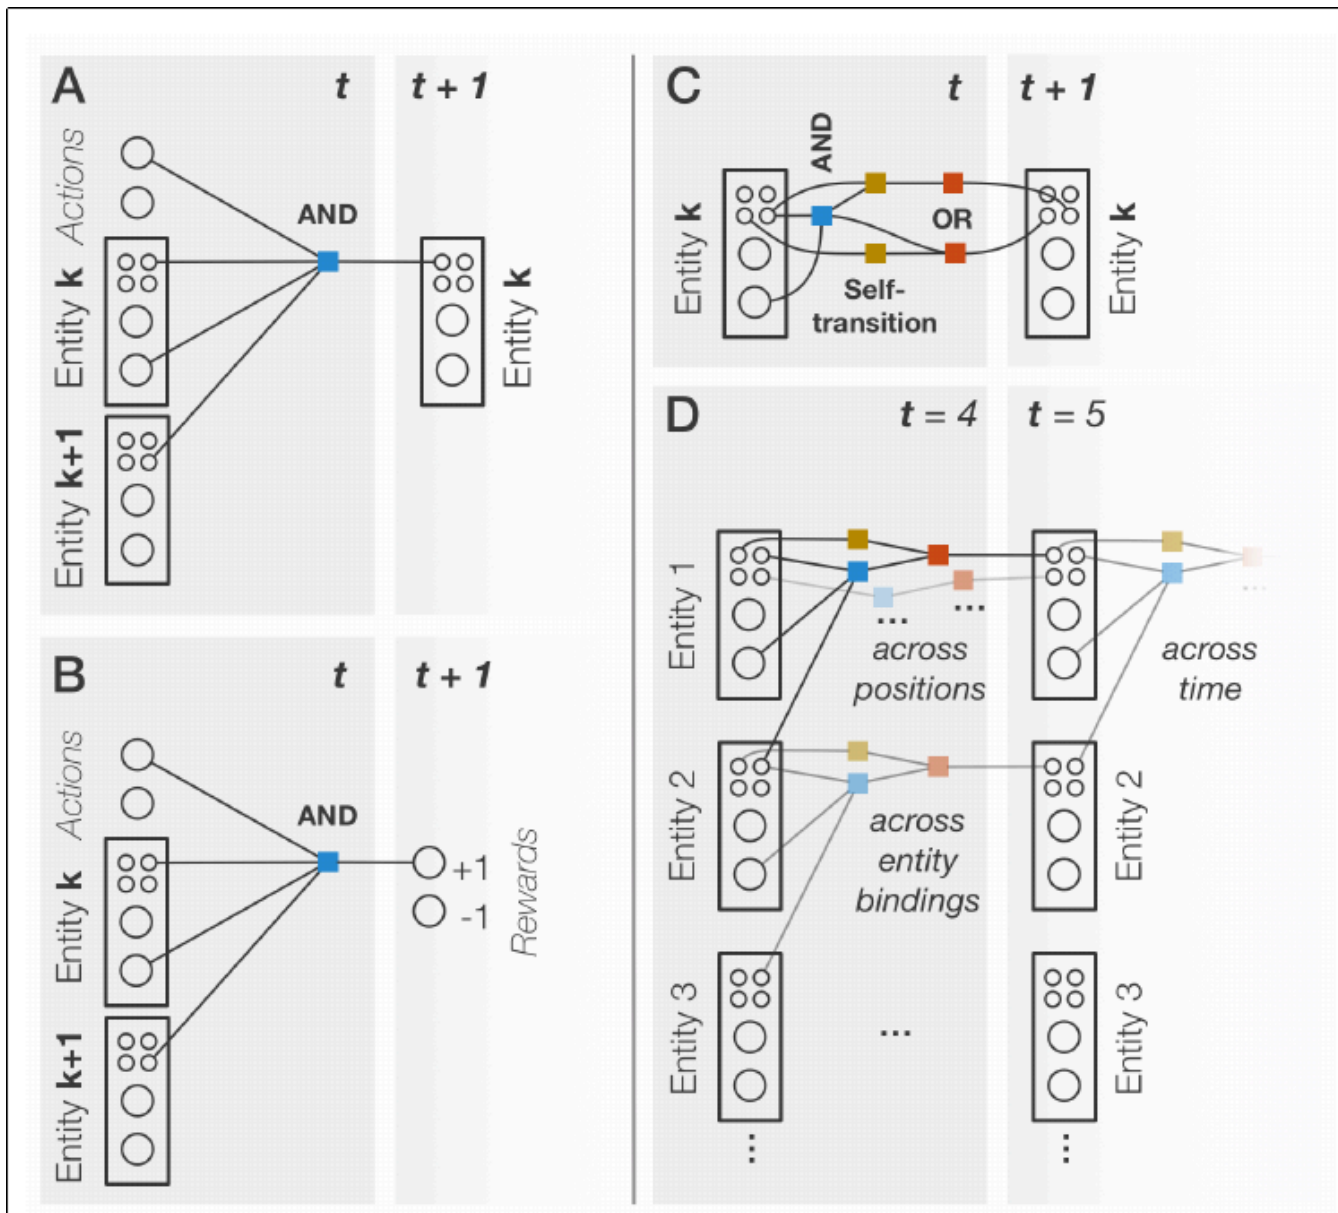 A
t
t + 1
Actions
AND
Entity k
Entity k
Entity k+1
B
t
t + 1
Actions
AND
Entity k
+1
-1
Rewards
Entity k+1
C
t
t + 1
AND
Entity k
OR
Entity k
Self-
transition
D
t = 4
t = 5
Entity 1
...
...
...
across
positions
across
time
Entity 2
across
entity
bindings
Entity 2
Entity 3
...
Entity 3
...
...